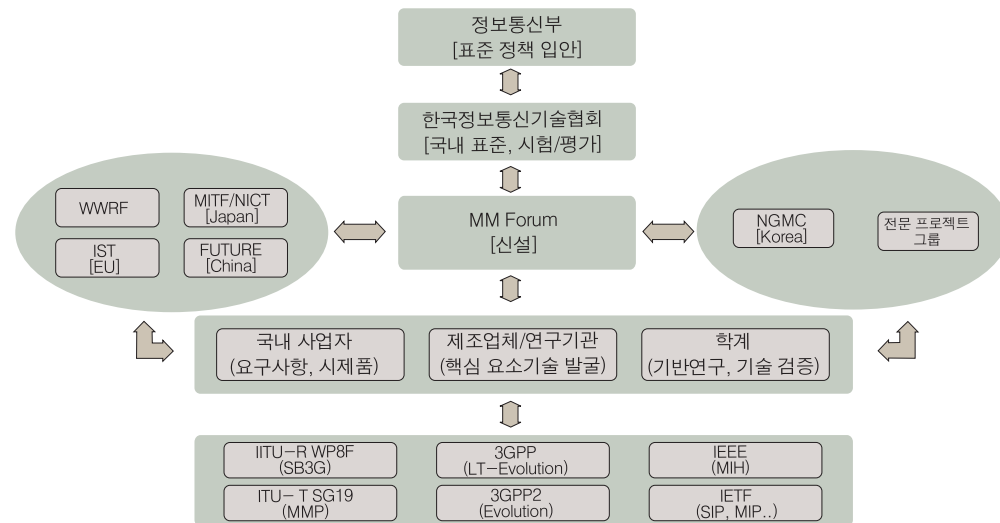 정보통신부
[표준 정책 입안]
한국정보통신기술협회
[국내 표준, 시험/평가]
WWRF
MITF/NICT
[Japan]
IST
[EU]
FUTURE
[China]
MM Forum
[신설]
NGMC
[Korea]
전문 프로젝트
그룹
국내 사업자
(요구사항, 시제품)
제조업체/연구기관
(핵심 요소기술 발굴)
학계
(기반연구, 기술 검증)
IITU-R WP8F
(SB3G)
3GPP
(LT-Evolution)
IEEE
(MIH)
ITU- T SG19
(MMP)
3GPP2
(Evolution)
IETF
(SIP, MIP..)